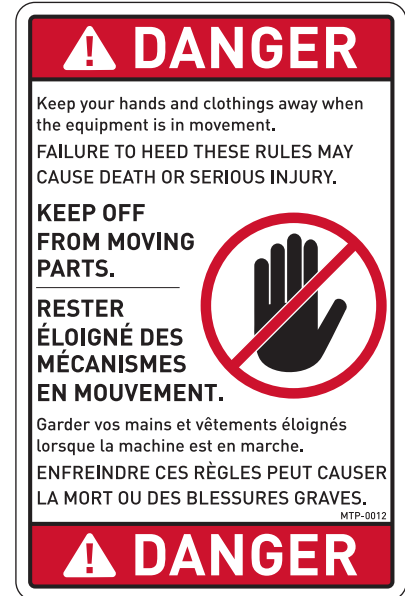 DANGER
Keep your hands and clothings away when
the equipment is in movement.
FAILURE TO HEED THESE RULES MAY
CAUSE DEATH OR SERIOUS INJURY.
KEEP OFF
FROM MOVING
PARTS.
RESTER
ÉLOIGNÉ DES
MÉCANISMES
EN MOUVEMENT.
Garder vos mains et vêtements éloignés
lorsque la machine est en marche.
ENFREINDRE CES RÈGLES PEUT CAUSER
LA MORT OU DES BLESSURES GRAVES.
MTP-0012
DANGER